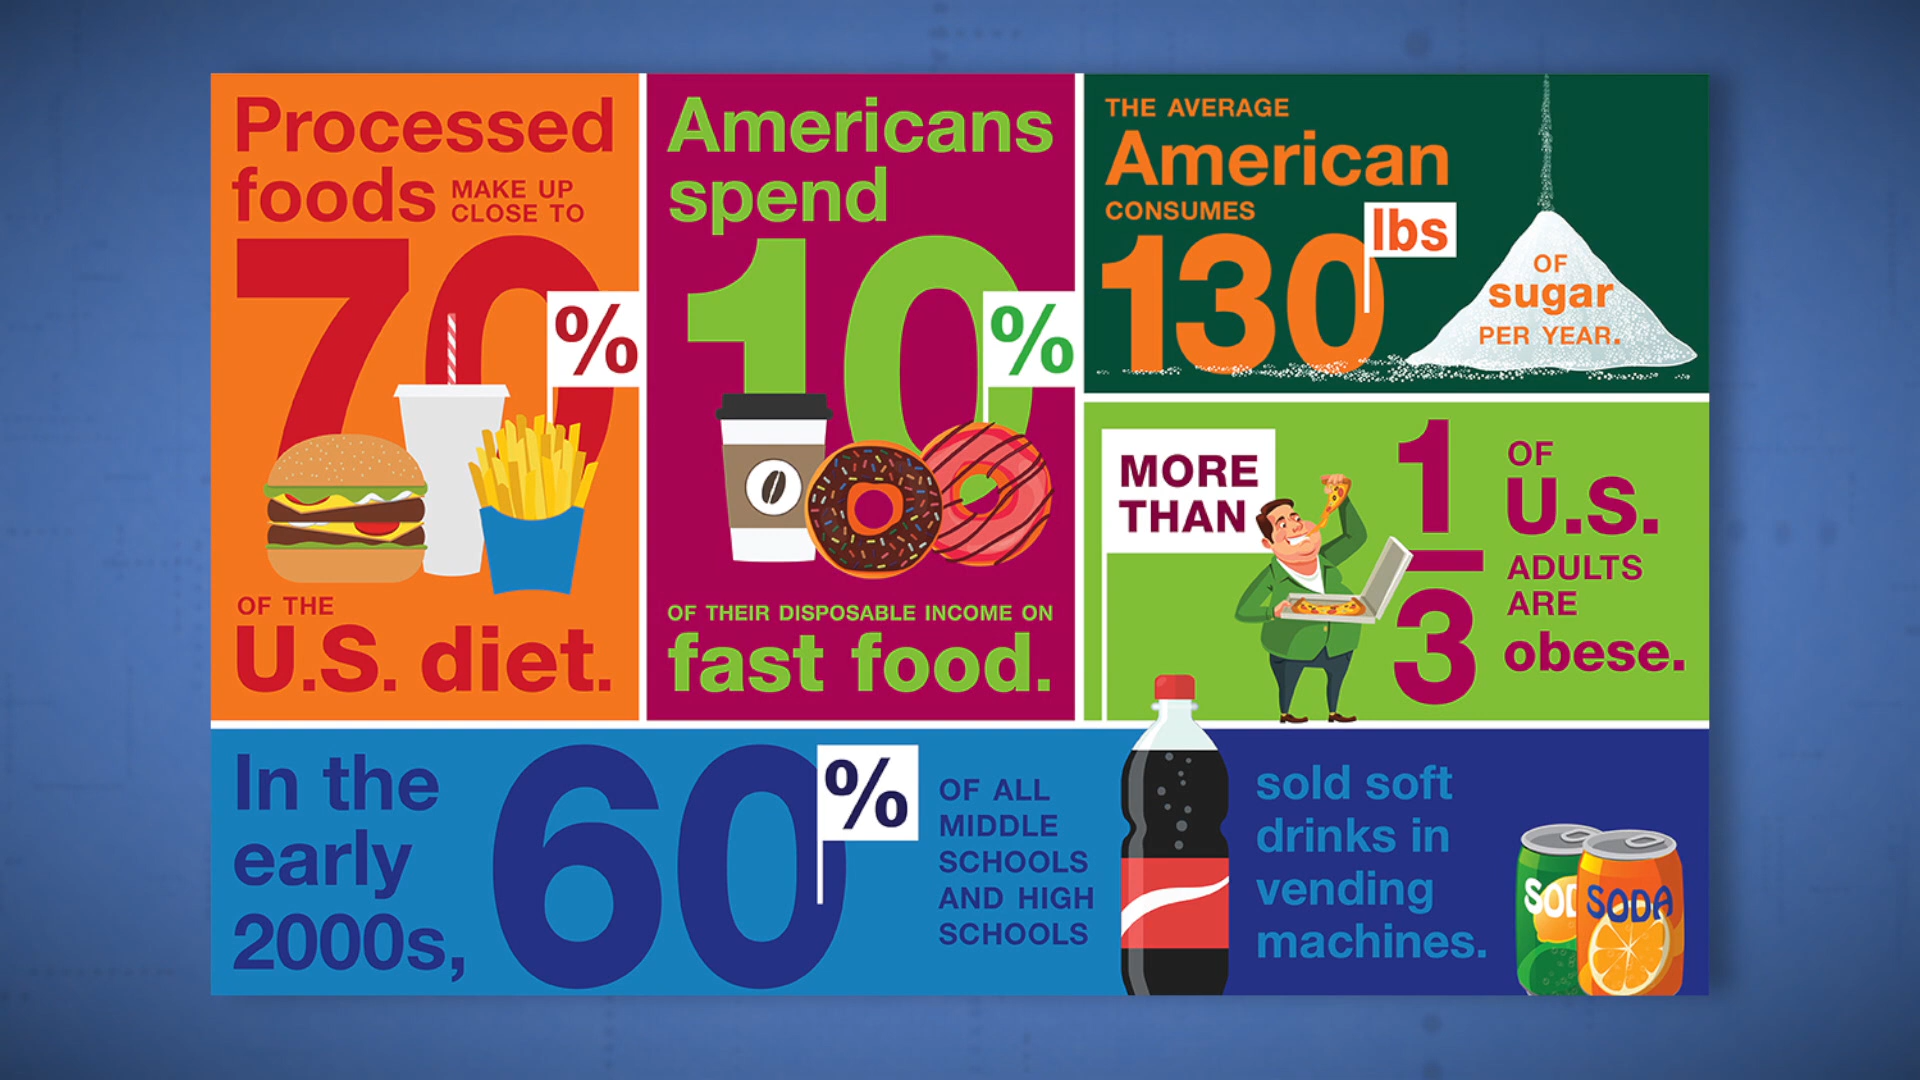 Processed
foods MAKE UP
CLOSE TO
70%
OF THE
U.S. diet.
Americans
spend
10%
OF THEIR DISPOSABLE INCOME ON
fast food.
THE AVERAGE
American
CONSUMES
130 lbs
OF
sugar
PER YEAR.
MORE
THAN
1
3
OF
U.S.
ADULTS
ARE
obese.
In the
early
2000s,
60%
OF ALL
MIDDLE
SCHOOLS
AND HIGH
SCHOOLS
sold soft
drinks in
vending
machines.
SOD
SODA